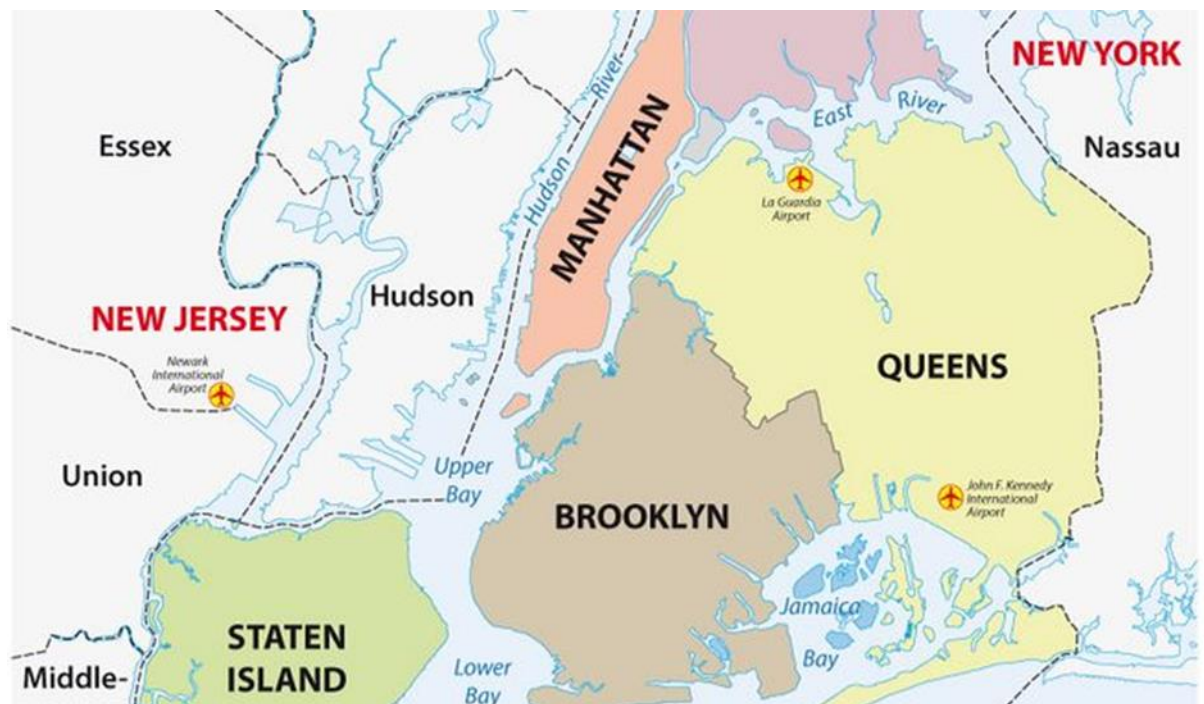 NEW YORK
Essex
Nassau
Hudson River
East River
MANHATTAN
La Guardia
Airport
Hudson
NEW JERSEY
Newark
International
Airport
QUEENS
Union
Upper
Bay
BROOKLYN
John F. Kennedy
International
Airport
Jamaica
Bay
STATEN
ISLAND
Lower
Bay
Middle-